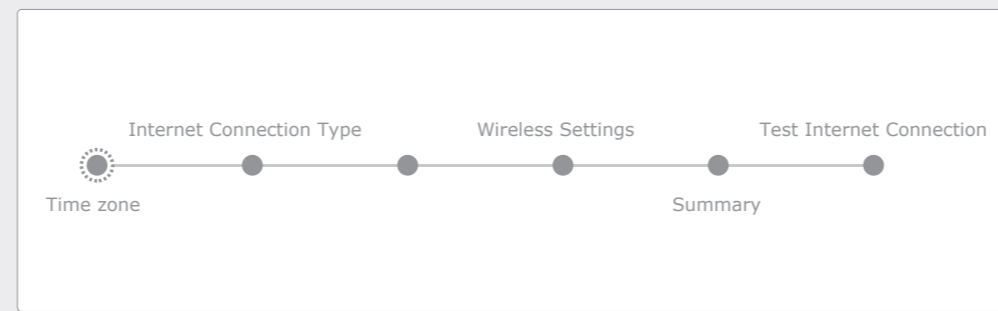 Internet Connection Type
Wireless Settings
Test Internet Connection
Time zone
Summary